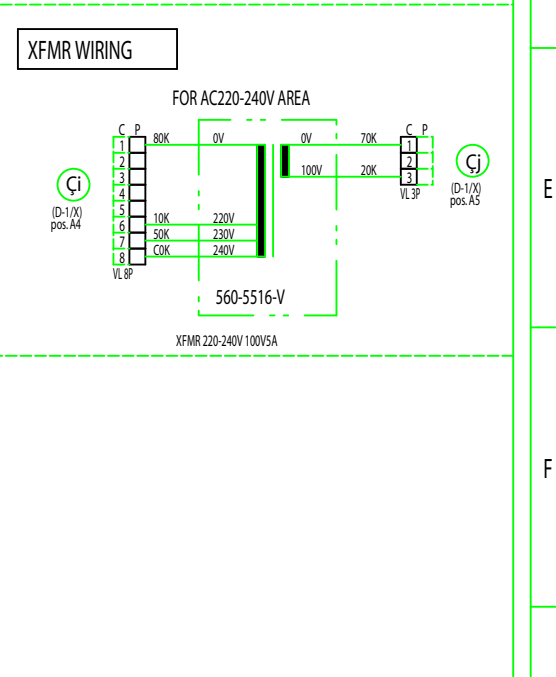 XFMR WIRING
FOR AC220-240V AREA
C P
C P
1 80K 0V
0V 70K 1
2
100V 20K
2
3
3
4
5
6 10K 220V
7 50K 230V
8 C0K 240V
Çi
(D-1/X)
pos. A4
VL 8P
Çj
(D-1/X)
pos. A5
VL 3P
560-5516-V
XFMR 220-240V 100V5A
E
F